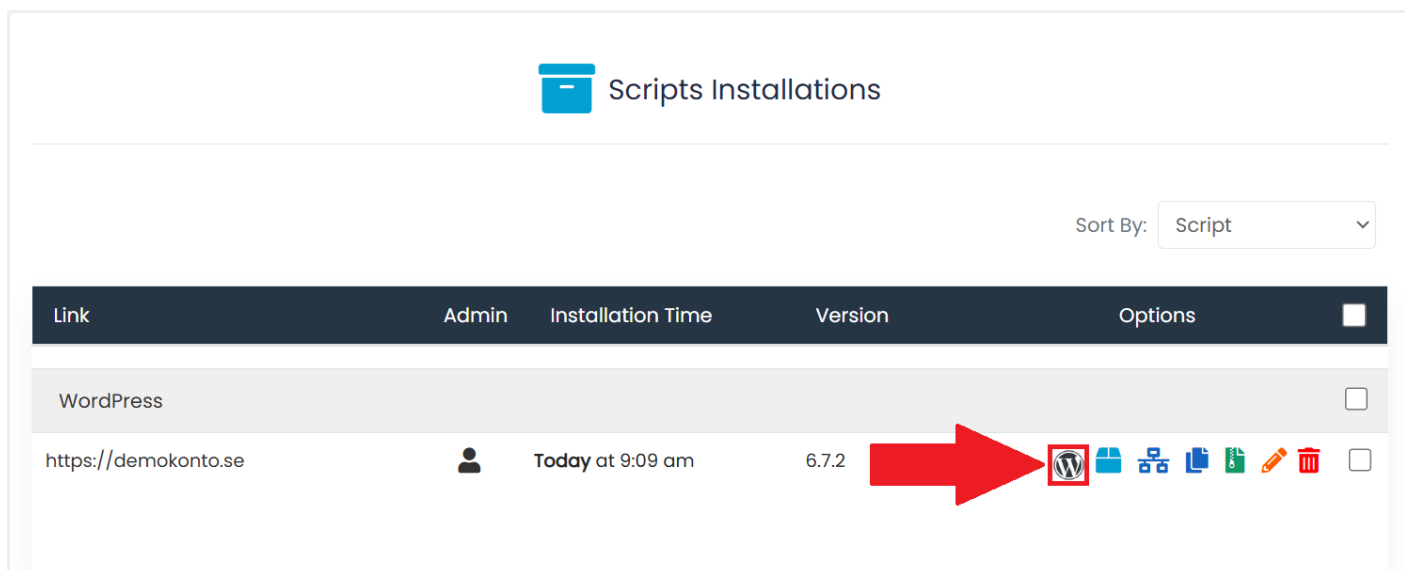 Scripts Installations
Sort By: Script
Link Admin Installation Time Version Options
WordPress
https://demokonto.se Today at 9:09 am 6.7.2